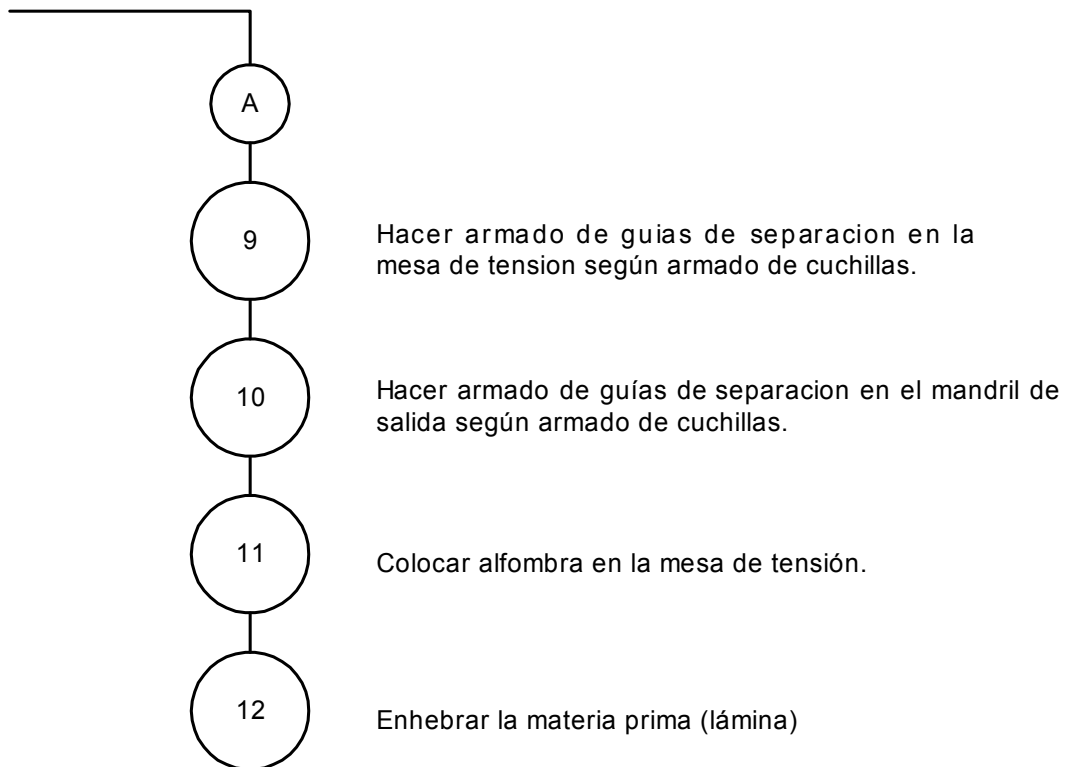 A
9
Hacer armado de guias de separacion en la
mesa de tension según armado de cuchillas.
10
Hacer armado de guías de separacion en el mandril de
salida según armado de cuchillas.
11
Colocar alfombra en la mesa de tensión.
12
Enhebrar la materia prima (lámina)